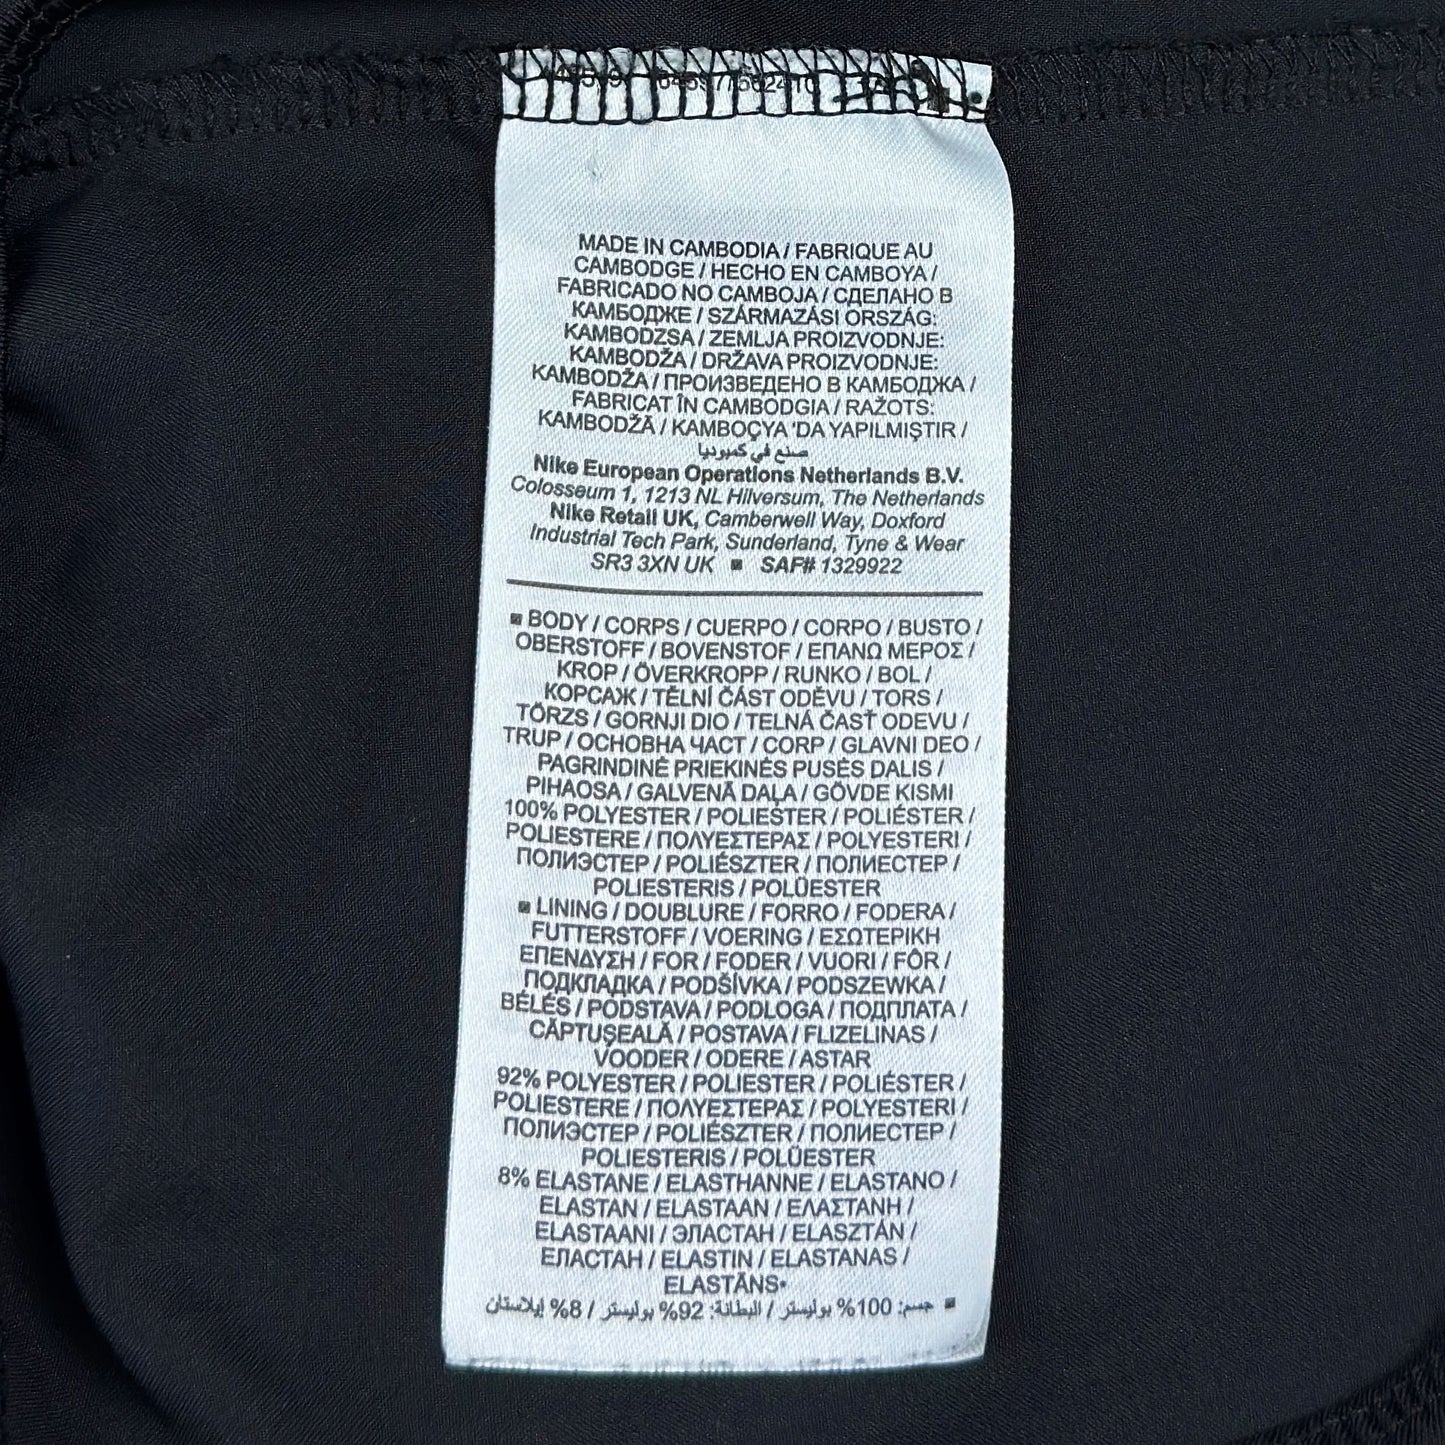 MADE IN CAMBODIA / FABRIQUE AU
CAMBODGE / HECHO EN CAMBOYA /
FABRICADO NO CAMBOJA / СДЕЛАНО В
КАМБОДЖЕ / SZÁRMAZÁSI ORSZÁG:
KAMBODZSA / ZEMLJA PROIZVODNJE:
KAMBODŽA / DRŽAVA PROIZVODNJE:
KAMBODŽA / ПРОИЗВЕДЕНО В КАМБОДЖА /
FABRICAT ÎN CAMBODGIA / RAŽOTS:
KAMBODŽĀ / KAMBOÇYA 'DA YAPILMIŞTIR /
صنع في كمبوديا
Nike European Operations Netherlands B.V.
Colosseum 1, 1213 NL Hilversum, The Netherlands
Nike Retail UK, Camberwell Way, Doxford
Industrial Tech Park, Sunderland, Tyne & Wear
SR3 3XN UK ■ SAF# 1329922
■ BODY / CORPS / CUERPO / CORPO / BUSTO /
OBERSTOFF / BOVENSTOF / ΕΠΑΝΩ ΜΕΡΟΣ /
KROP / ÖVERKROPP / RUNKO / BOL /
КОРСАЖ / TĚLNÍ ČÁST ODĚVU / TORS /
TÖRZS / GORNJI DIO / TELNÁ ČASŤ ODEVU /
TRUP / ОСНОВНА ЧАСТ / CORP / GLAVNI DEO /
PAGRINDINĖ PRIEKINĖS PUSĖS DALIS /
PIHAOSA / GALVENĀ DAĻA / GÖVDE KISMI
100% POLYESTER / POLIESTER / POLIÉSTER /
POLIESTERE / ΠΟΛΥΕΣΤΕΡΑΣ / POLYESTERI /
ПОЛИЭСТЕР / POLIÉSZTER / ПОЛИЕСТЕР /
POLIESTERIS / POLÜESTER
■ LINING / DOUBLURE / FORRO / FODERA /
FUTTERSTOFF / VOERING / ΕΣΩΤΕΡΙΚΗ
ΕΠΕΝΔΥΣΗ / FOR / FODER / VUORI / FÔR /
ПОДКЛАДКА / PODŠÍVKA / PODSZEWKA /
BÉLÉS / PODSTAVA / PODLOGA / ПОДПЛАТА /
CĂPTUŞEALĂ / POSTAVA / FLIZELINAS /
VOODER / ODERE / ASTAR
92% POLYESTER / POLIESTER / POLIÉSTER /
POLIESTERE / ΠΟΛΥΕΣΤΕΡΑΣ / POLYESTERI /
ПОЛИЭСТЕР / POLIÉSZTER / ПОЛИЕСТЕР /
POLIESTERIS / POLÜESTER
8% ELASTANE / ELASTHANNE / ELASTANO /
ELASTAN / ELASTAAN / ΕΛΑΣΤΑΝΗ /
ELASTAANI / ЭЛАСТАН / ELASZTÁN /
ЕЛАСТАН / ELASTIN / ELASTANAS /
ELASTĀNS•
■ جسم: 100% بوليستر / البطانة: 92% بوليستر / 8% إيلاستان